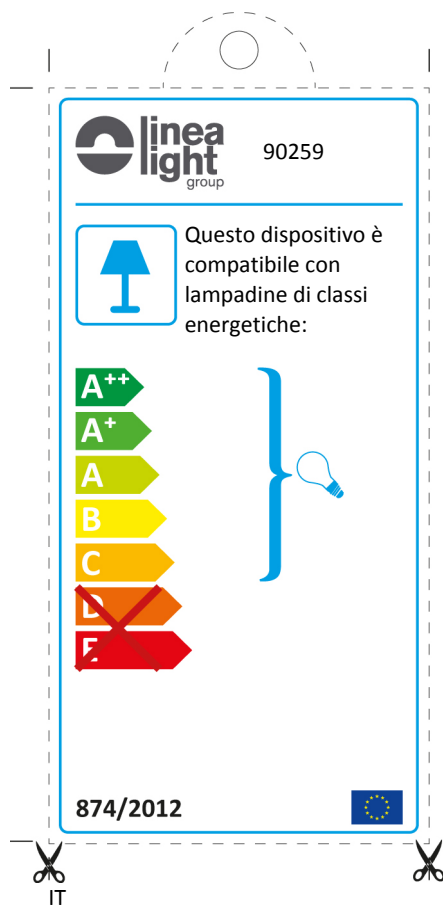 linea
light
group
90259
Questo dispositivo è
compatibile con
lampadine di classi
energetiche:
A++
A+
A
B
C
D
E
874/2012
IT